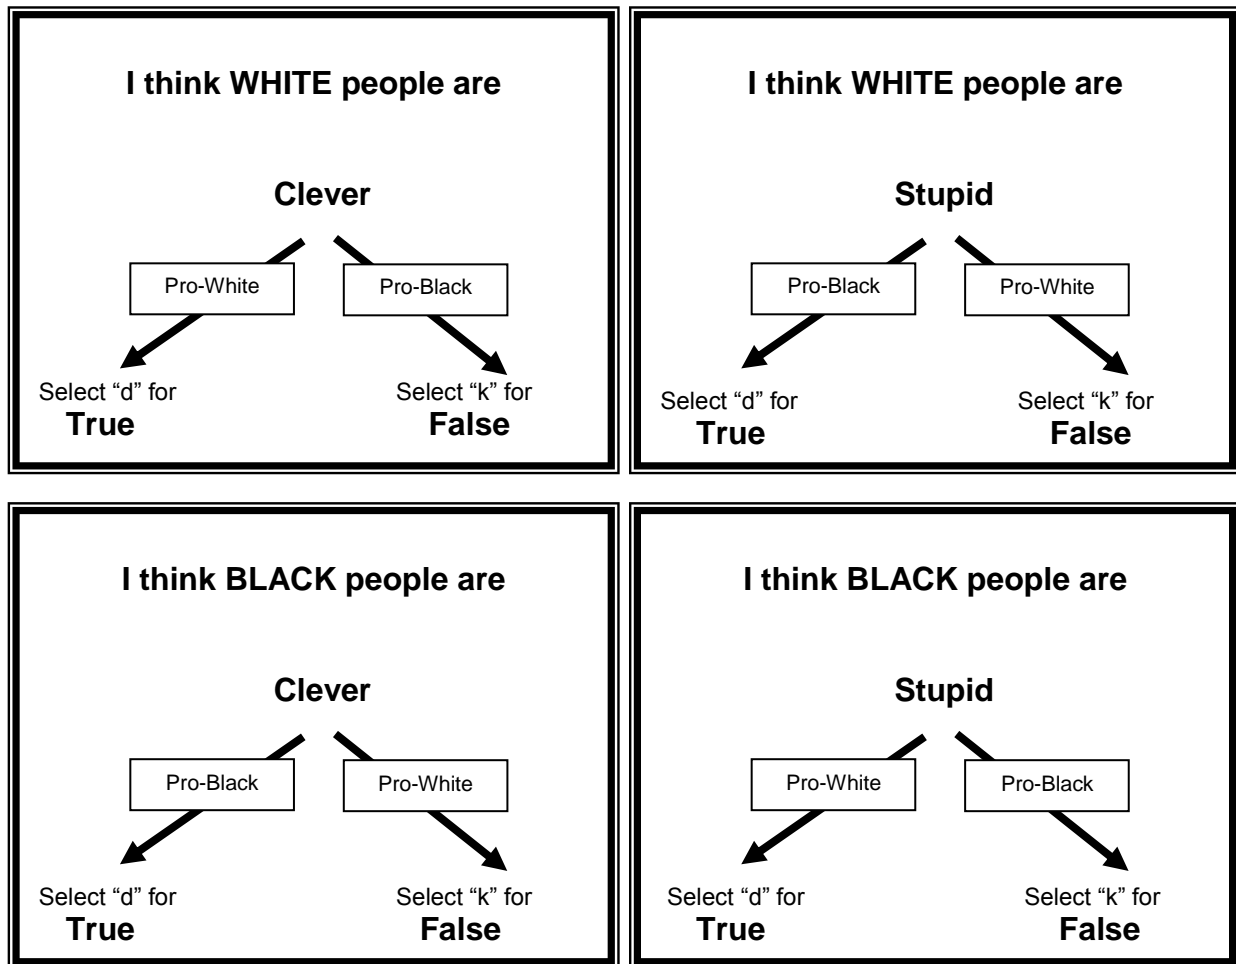 I think WHITE people are
Clever
Pro-White Pro-Black
Select “d” for Select “k” for
True False
I think WHITE people are
Stupid
Pro-Black Pro-White
Select “d” for Select “k” for
True False
I think BLACK people are
Clever
Pro-Black Pro-White
Select “d” for Select “k” for
True False
I think BLACK people are
Stupid
Pro-White Pro-Black
Select “d” for Select “k” for
True False